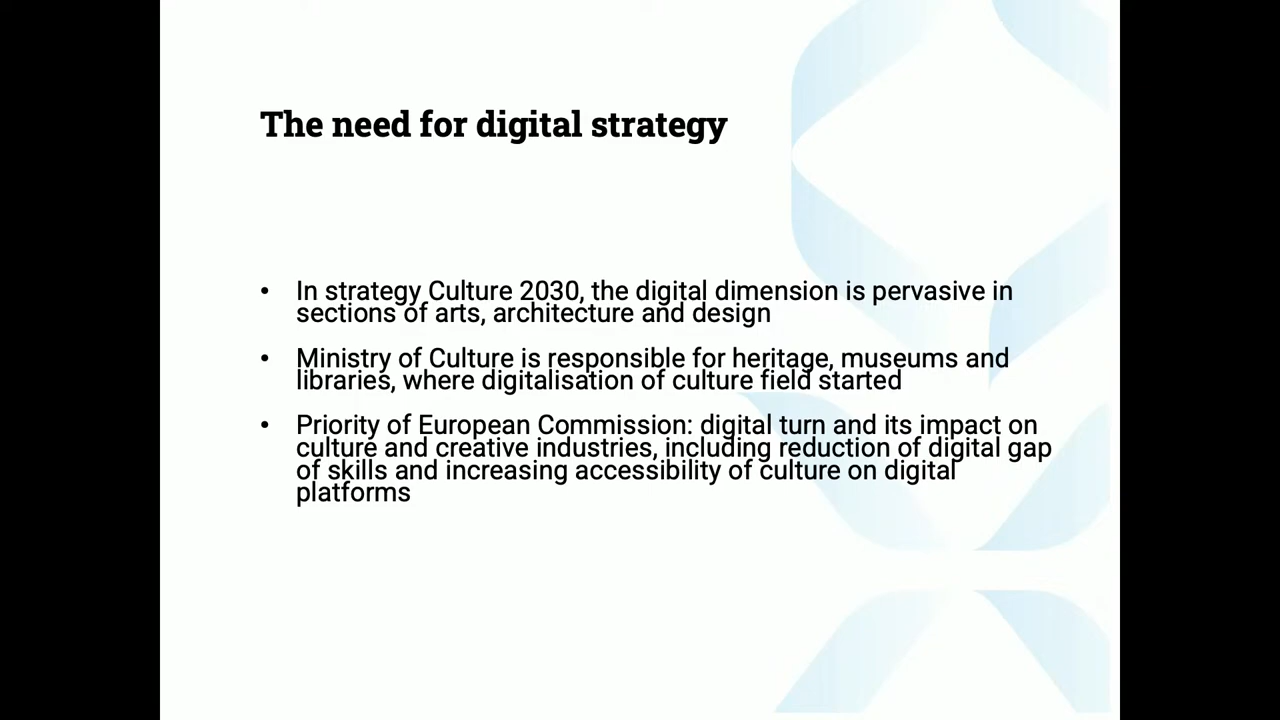 The need for digital strategy
• In strategy Culture 2030, the digital dimension is pervasive in
sections of arts, architecture and design
• Ministry of Culture is responsible for heritage, museums and
libraries, where digitalisation of culture field started
• Priority of European Commission: digital turn and its impact on
culture and creative industries, including reduction of digital gap
of skills and increasing accessibility of culture on digital
platforms